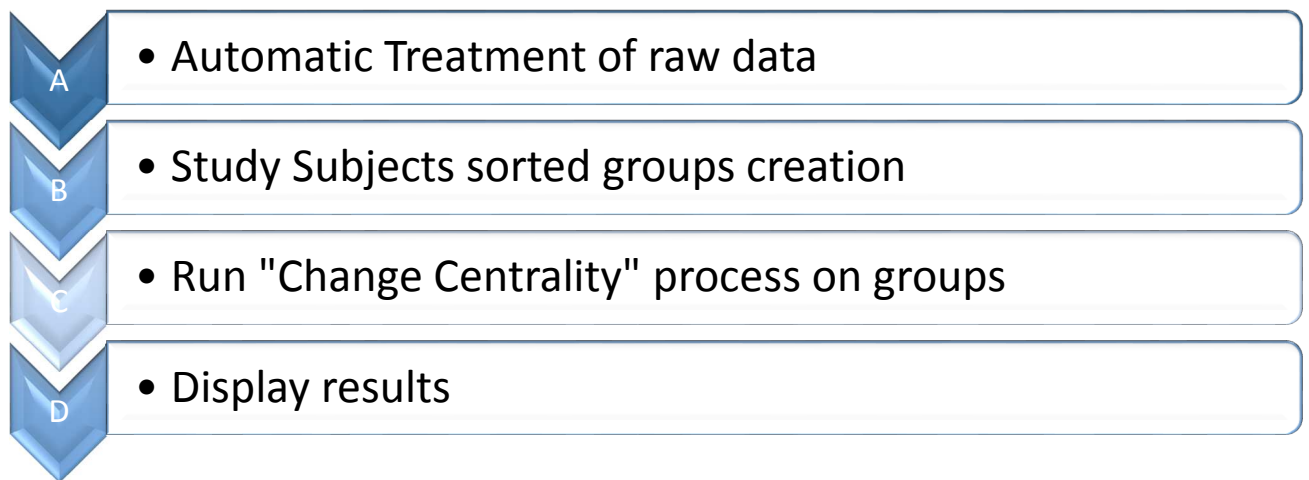 A
• Automatic Treatment of raw data
B
• Study Subjects sorted groups creation
C
• Run "Change Centrality" process on groups
D
• Display results